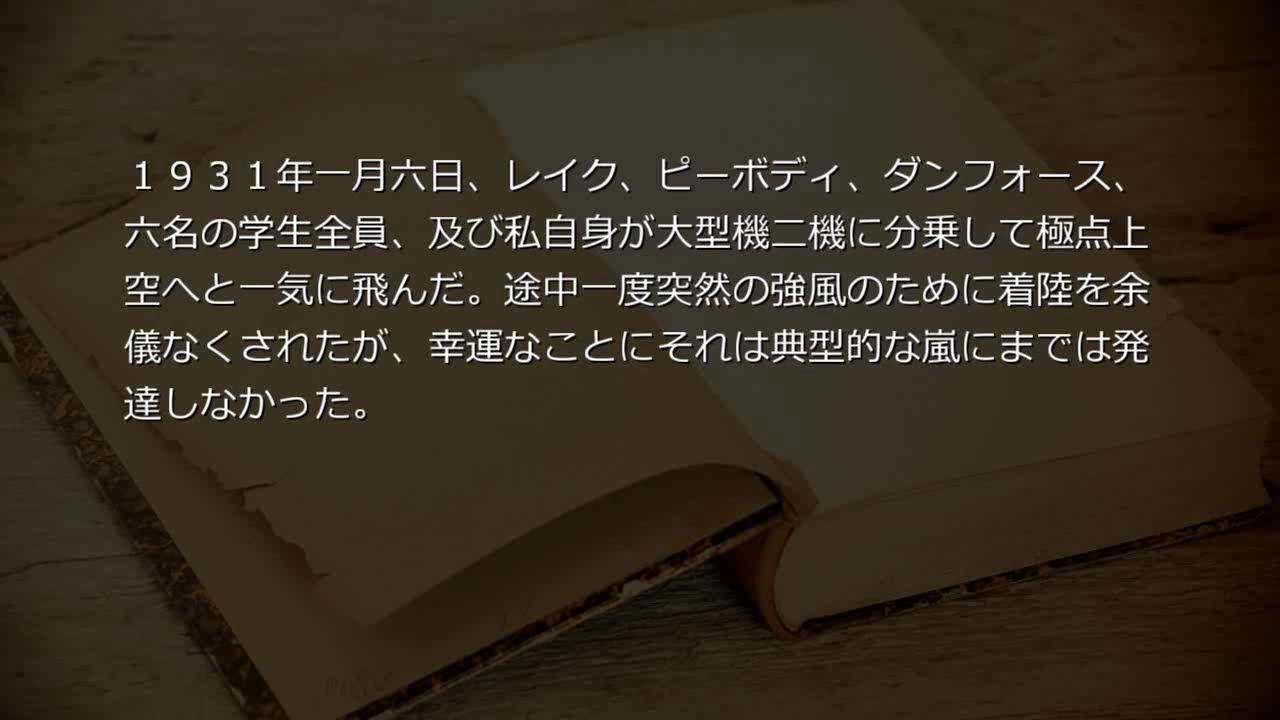 １９３１年一月六日、レイク、ピーボディ、ダンフォース、
六名の学生全員、及び私自身が大型機二機に分乗して極点上
空へと一気に飛んだ。途中一度突然の強風のために着陸を余
儀なくされたが、幸運なことにそれは典型的な嵐にまでは発
達しなかった。